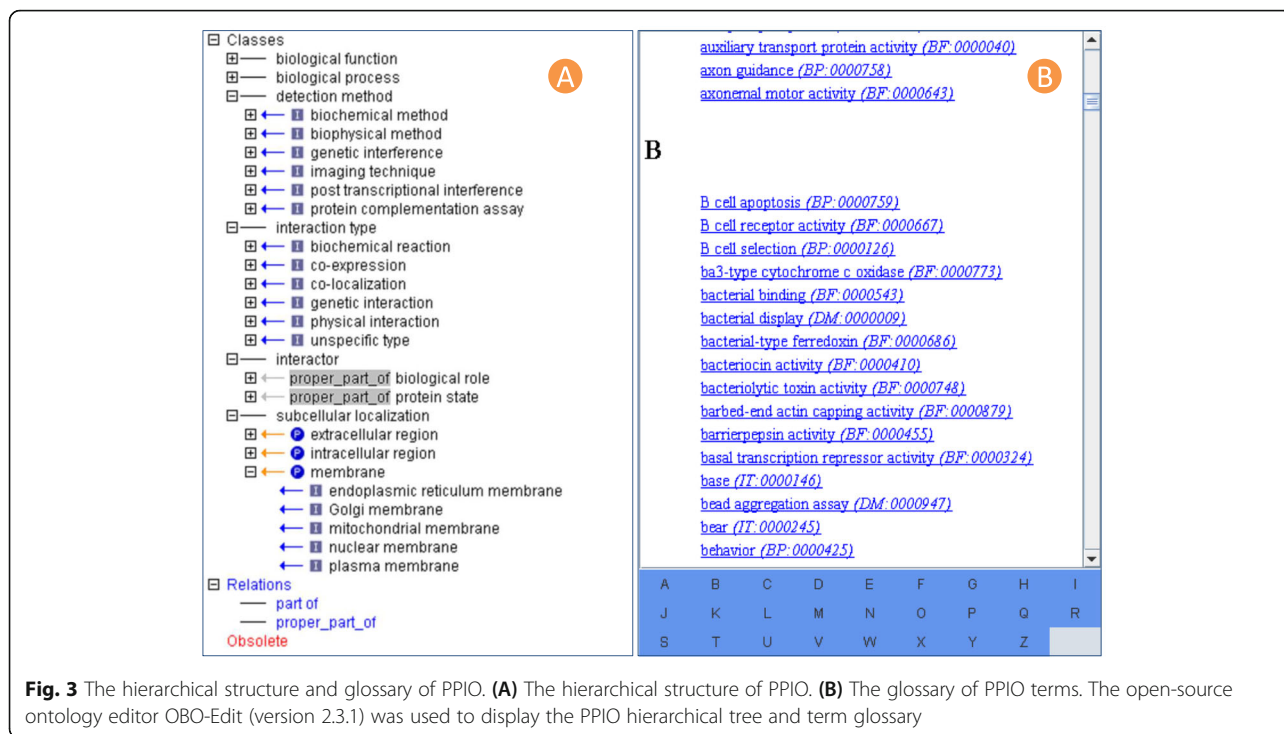 Classes
biological function
biological process
detection method
I biochemical method
I biophysical method
I genetic interference
I imaging technique
I post transcriptional interference
I protein complementation assay
interaction type
I biochemical reaction
I co-expression
I co-localization
I genetic interaction
I physical interaction
I unspecific type
interactor
proper_part_of biological role
proper_part_of protein state
subcellular localization
P extracellular region
P intracellular region
P membrane
I endoplasmic reticulum membrane
I Golgi membrane
I mitochondrial membrane
I nuclear membrane
I plasma membrane
Relations
part of
proper_part_of
Obsolete
A
auxiliary transport protein activity (BF:0000040)
axon guidance (BP:0000758)
axonemal motor activity (BF:0000643)
B
B
B cell apoptosis (BP:0000759)
B cell receptor activity (BF:0000667)
B cell selection (BP:0000126)
ba3-type cytochrome c oxidase (BF:0000773)
bacterial binding (BF:0000543)
bacterial display (DM:0000009)
bacterial-type ferredoxin (BF:0000686)
bacteriocin activity (BF:0000410)
bacteriolytic toxin activity (BF:0000748)
barbed-end actin capping activity (BF:0000879)
barrierpepsin activity (BF:0000455)
basal transcription repressor activity (BF:0000324)
base (IT:0000146)
bead aggregation assay (DM:0000947)
bear (IT:0000245)
behavior (BP:0000425)
A B C D E F G H I
J K L M N O P Q R
S T U V W X Y Z
Fig. 3 The hierarchical structure and glossary of PPIO. (A) The hierarchical structure of PPIO. (B) The glossary of PPIO terms. The open-source
ontology editor OBO-Edit (version 2.3.1) was used to display the PPIO hierarchical tree and term glossary